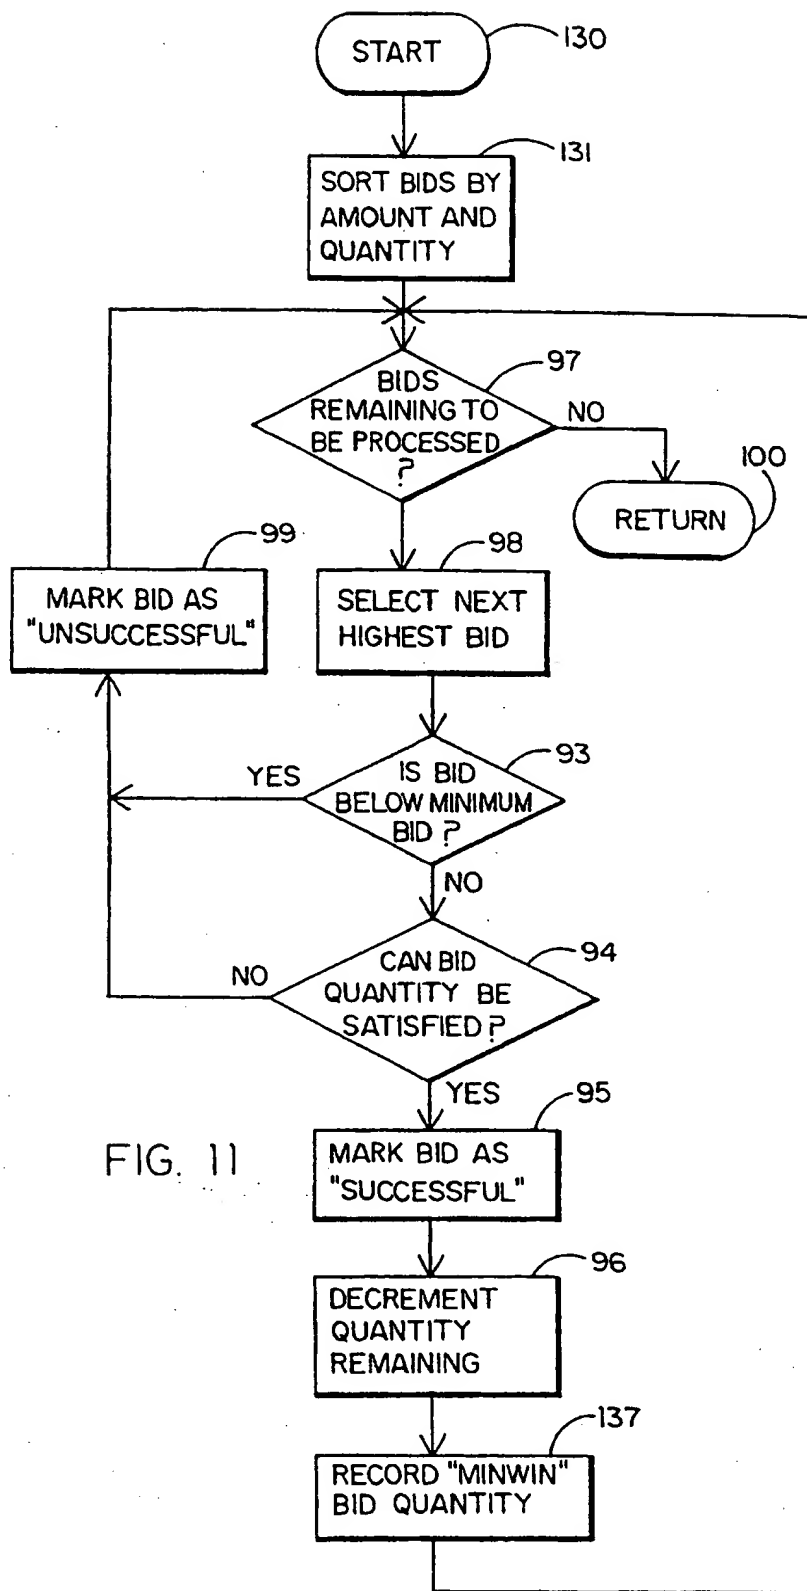 START
130
131
SORT BIDS BY
AMOUNT AND
QUANTITY
97
BIDS
REMAINING TO
BE PROCESSED
?
NO
100
RETURN
99
MARK BID AS
"UNSUCCESSFUL"
98
SELECT NEXT
HIGHEST BID
93
YES
IS BID
BELOW MINIMUM
BID ?
NO
94
NO
CAN BID
QUANTITY BE
SATISFIED ?
YES
95
FIG. 11
MARK BID AS
"SUCCESSFUL"
96
DECREMENT
QUANTITY
REMAINING
137
RECORD "MINWIN"
BID QUANTITY